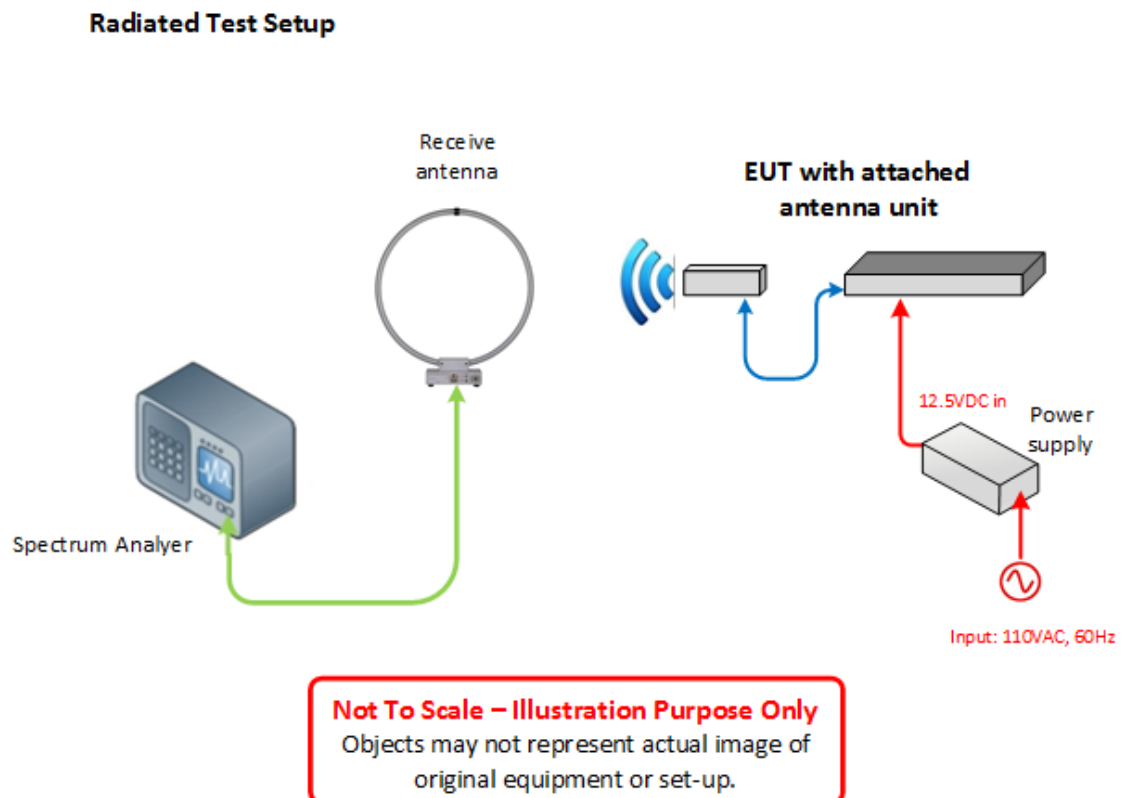 Radiated Test Setup
Receive
antenna
EUT with attached
antenna unit
12.5VDC in
Power
supply
Spectrum Analyer
Input: 110VAC, 60Hz
Not To Scale – Illustration Purpose Only
Objects may not represent actual image of
original equipment or set-up.